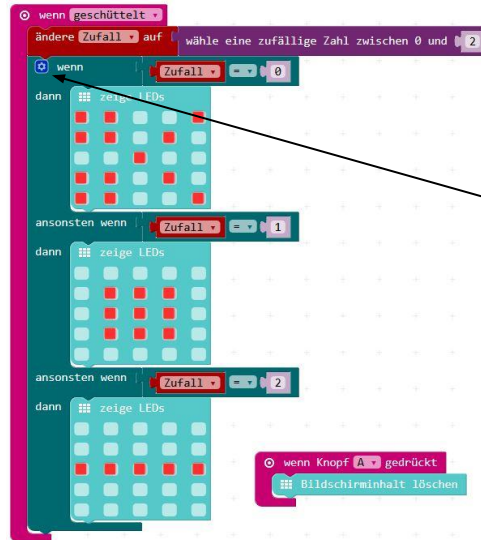 wenn geschüttelt
ändere Zufall auf wähle eine zufällige Zahl zwischen 0 und 2
wenn Zufall = 0
dann zeige LEDs
ansonsten wenn Zufall = 1
dann zeige LEDs
ansonsten wenn Zufall = 2
dann zeige LEDs
wenn Knopf A gedrückt
Bildschirminhalt löschen